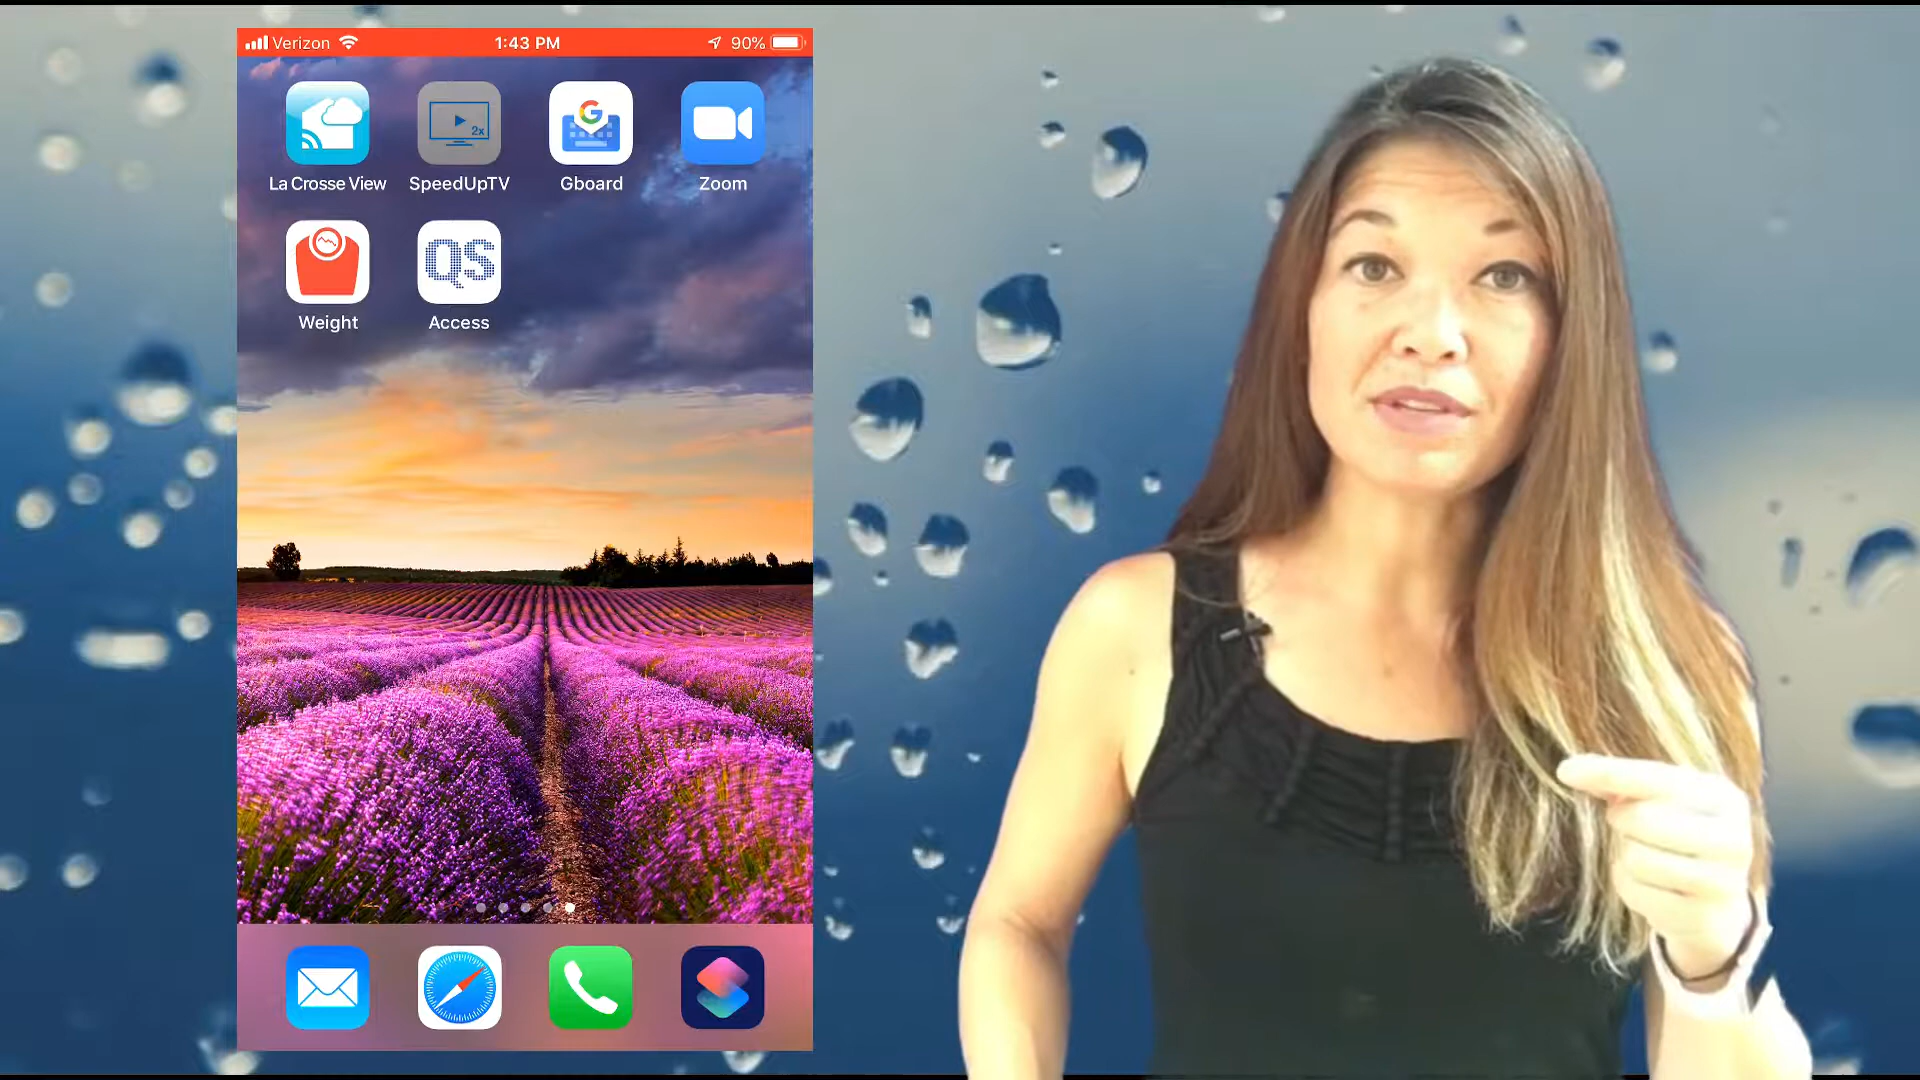 Verizon 1:43 PM 90%
2x G
La Crosse View SpeedUpTV Gboard Zoom
QS
Weight Access